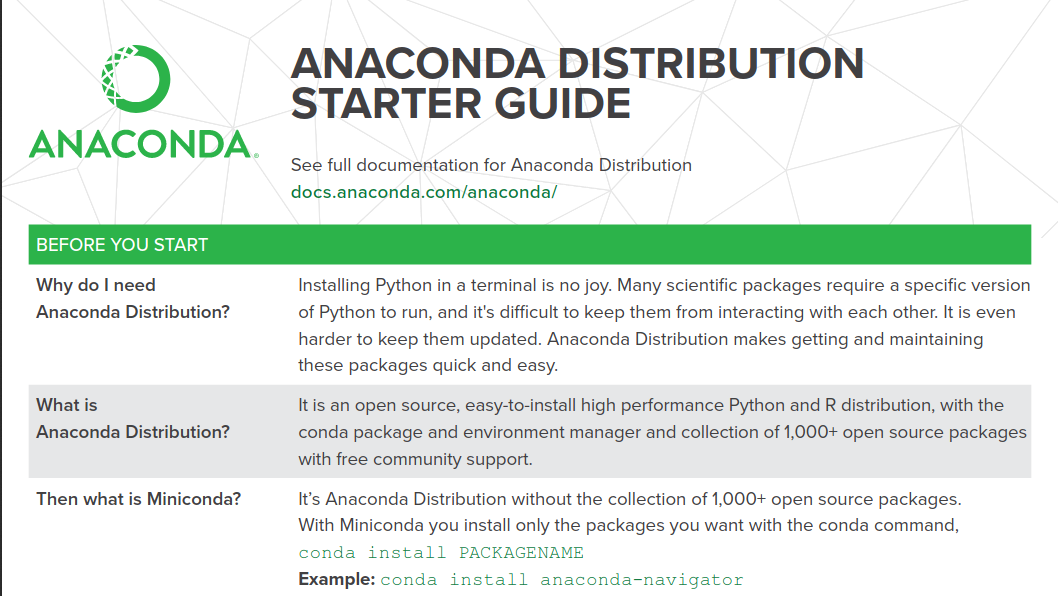 ANACONDA DISTRIBUTION
STARTER GUIDE
ANACONDA®
See full documentation for Anaconda Distribution
docs.anaconda.com/anaconda/
BEFORE YOU START
Why do I need
Anaconda Distribution?
Installing Python in a terminal is no joy. Many scientific packages require a specific version
of Python to run, and it's difficult to keep them from interacting with each other. It is even
harder to keep them updated. Anaconda Distribution makes getting and maintaining
these packages quick and easy.
What is
Anaconda Distribution?
It is an open source, easy-to-install high performance Python and R distribution, with the
conda package and environment manager and collection of 1,000+ open source packages
with free community support.
Then what is Miniconda?
It’s Anaconda Distribution without the collection of 1,000+ open source packages.
With Miniconda you install only the packages you want with the conda command,
conda install PACKAGENAME
Example: conda install anaconda-navigator